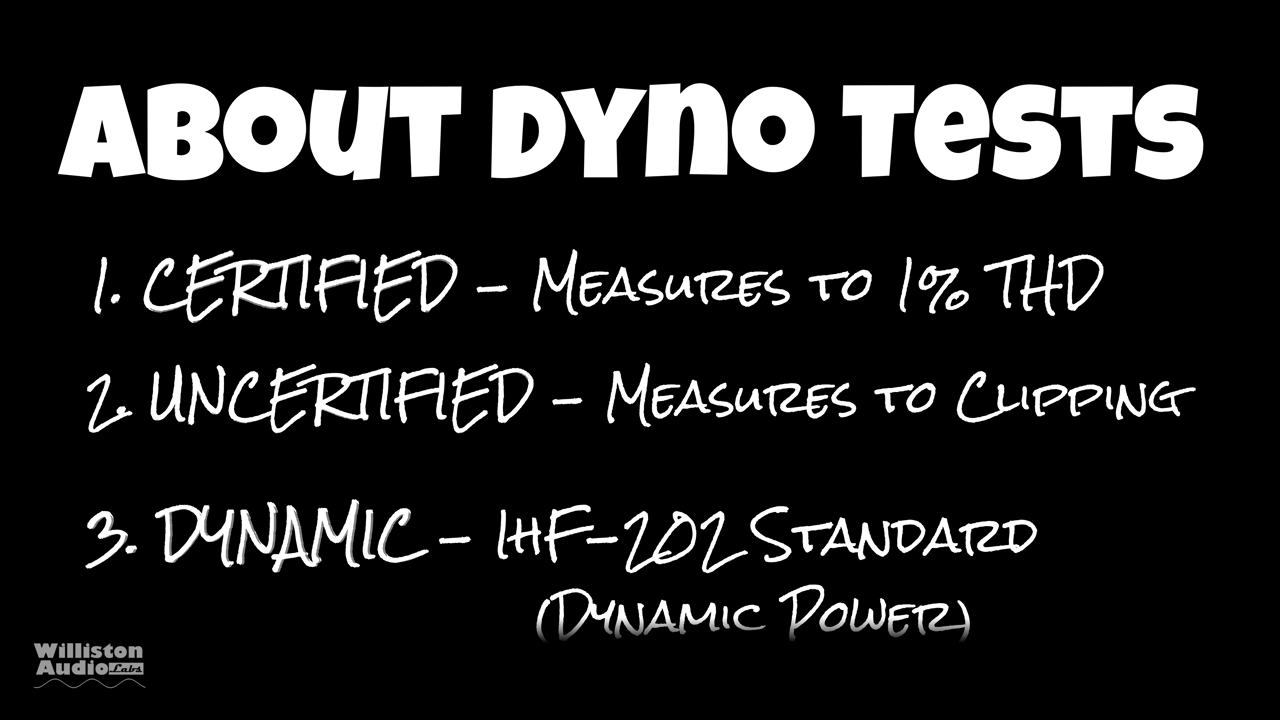 ABOUT DYNO TESTS
1. CERTIFIED – MEASURES TO 1% THD
2. UNCERTIFIED – MEASURES TO CLIPPING
3. DYNAMIC – IHF-202 STANDARD
(DYNAMIC POWER)
Williston
Audio Labs